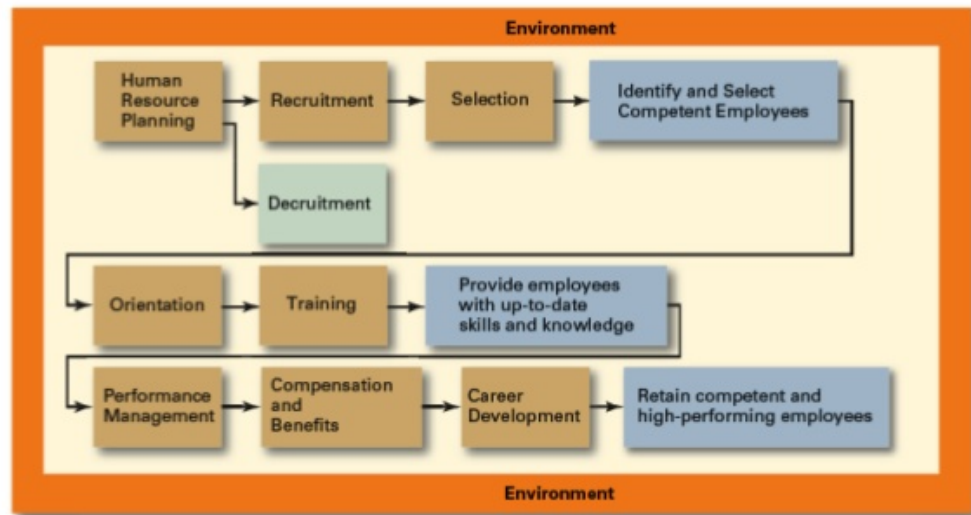 Environment
Human
Resource
Planning
Recruitment
Selection
Identify and Select
Competent Employees
Decruitment
Orientation
Training
Provide employees
with up-to-date
skills and knowledge
Performance
Management
Compensation
and
Benefits
Career
Development
Retain competent and
high-performing employees
Environment